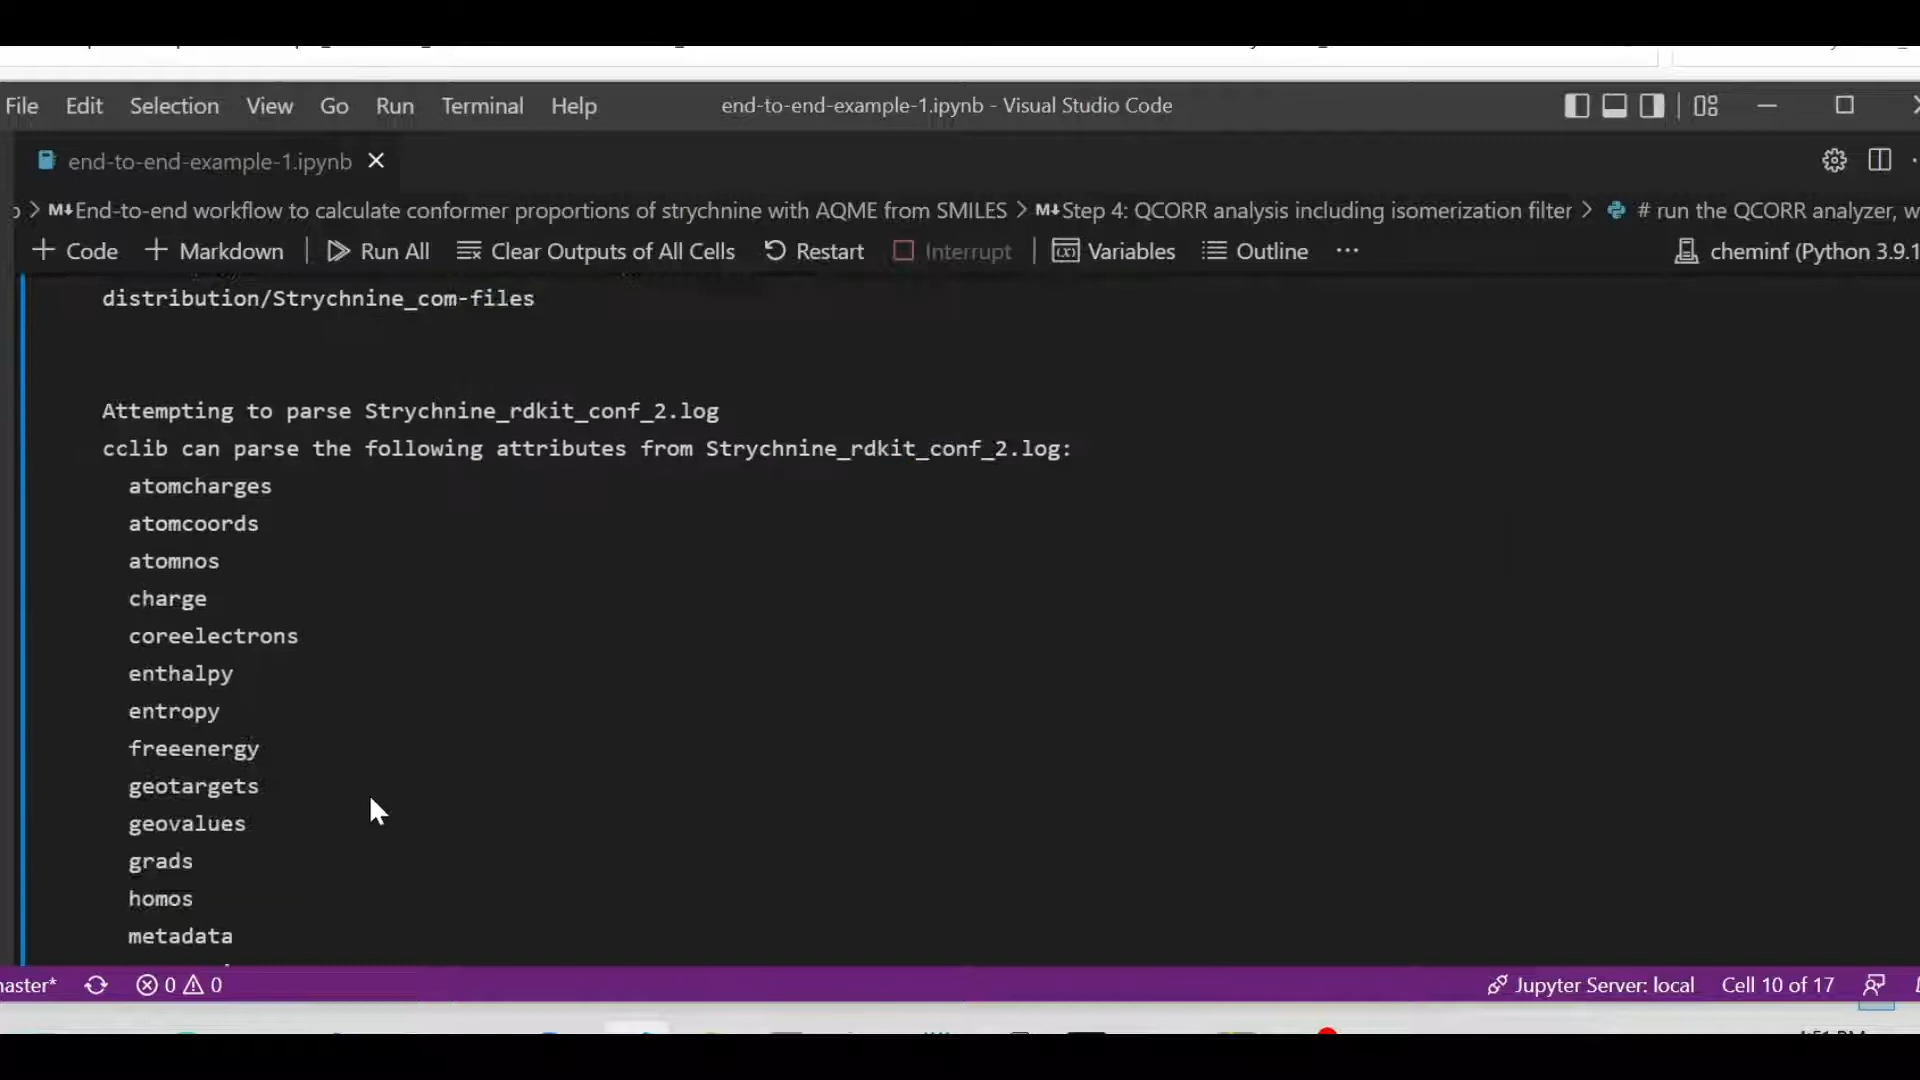 File Edit Selection View Go Run Terminal Help end-to-end-example-1.ipynb - Visual Studio Code
end-to-end-example-1.ipynb
M↓End-to-end workflow to calculate conformer proportions of strychnine with AQME from SMILES > M↓Step 4: QCORR analysis including isomerization filter > # run the QCORR analyzer, w
+ Code + Markdown Run All Clear Outputs of All Cells Restart Interrupt Variables Outline ··· cheminf (Python 3.9.1
distribution/Strychnine_com-files
Attempting to parse Strychnine_rdkit_conf_2.log
cclib can parse the following attributes from Strychnine_rdkit_conf_2.log:
atomcharges
atomcoords
atomnos
charge
coreelectrons
enthalpy
entropy
freeenergy
geotargets
geovalues
grads
homos
metadata
naster* 0 0 Jupyter Server: local Cell 10 of 17